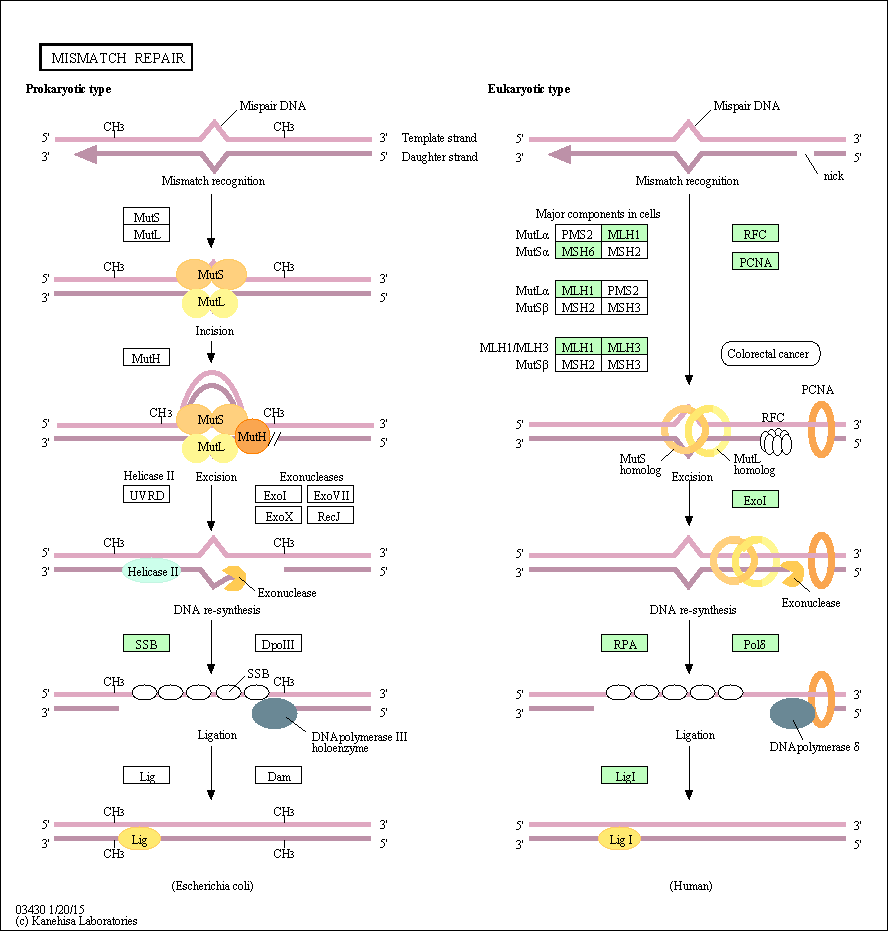 MISMATCH REPAIR
Prokaryotic type
Eukaryotic type
Mispair DNA
CH3
CH3
5'
3'
3'
5'
Template strand
Daughter strand
Mismatch recognition
Mispair DNA
5'
3'
3'
5'
nick
Mismatch recognition
MutS
MutL
CH3
CH3
5'
3'
3'
5'
MutS
MutL
Incision
MutH
CH3
CH3
5'
3'
3'
5'
MutS
MutL
MutH
Helicase II
UVRD
Excision
Exonucleases
ExoI
ExoVII
ExoX
RecJ
CH3
CH3
5'
3'
3'
5'
Helicase II
Exonuclease
DNA re-synthesis
SSB
DpoIII
SSB
CH3
CH3
5'
3'
3'
5'
DNA polymerase III
holoenzyme
Ligation
Lig
Dam
CH3
CH3
5'
3'
3'
5'
Lig
CH3
CH3
(Escherichia coli)
Major components in cells
MutLα
PMS2
MLH1
MutSα
MSH6
MSH2
RFC
PCNA
MutLα
MLH1
PMS2
MutSβ
MSH2
MSH3
MLH1/MLH3
MLH1
MLH3
MutSβ
MSH2
MSH3
Colorectal cancer
PCNA
RFC
5'
3'
3'
5'
MutS
homolog
MutL
homolog
Excision
ExoI
5'
3'
3'
5'
Exonuclease
DNA re-synthesis
RPA
Polδ
5'
3'
3'
5'
DNA polymerase δ
Ligation
LigI
5'
3'
3'
5'
Lig I
(Human)
03430 1/20/15
(c) Kanehisa Laboratories